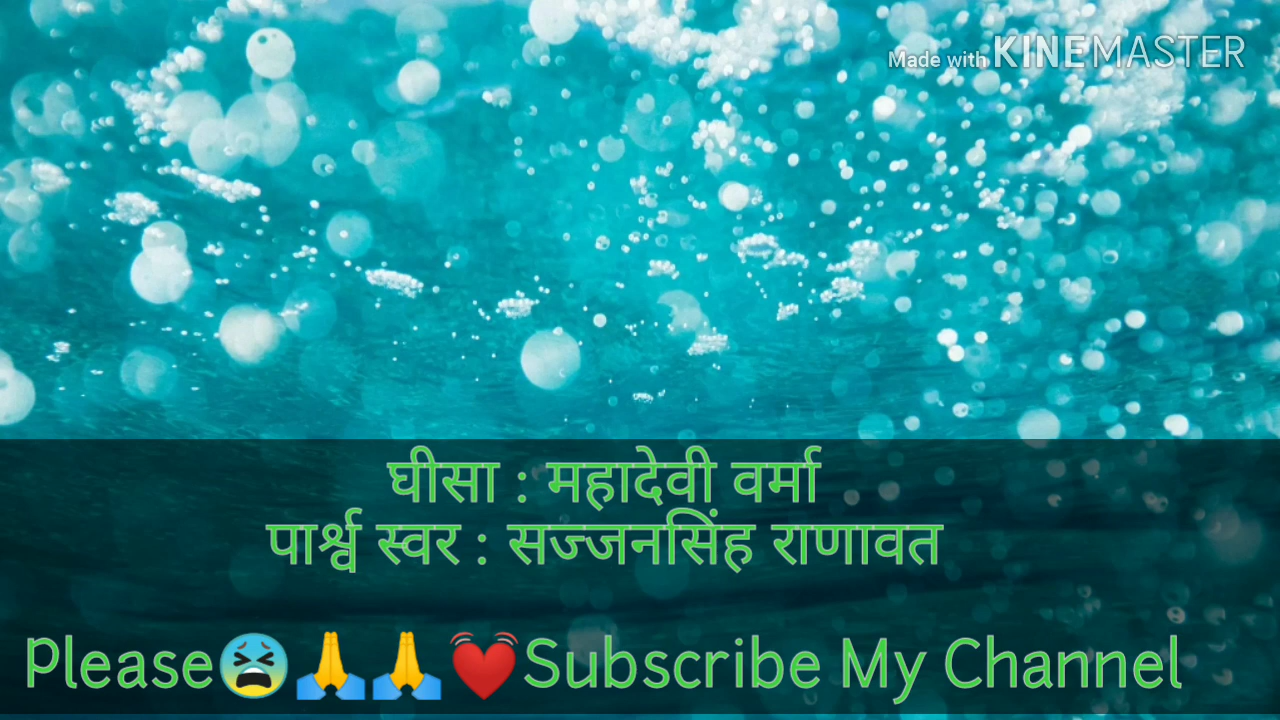 Made with KINEMASTER
घीसा : महादेवी वर्मा
पार्श्व स्वर : सज्जनसिंह राणावत
Please😫🙏🙏💓Subscribe My Channel